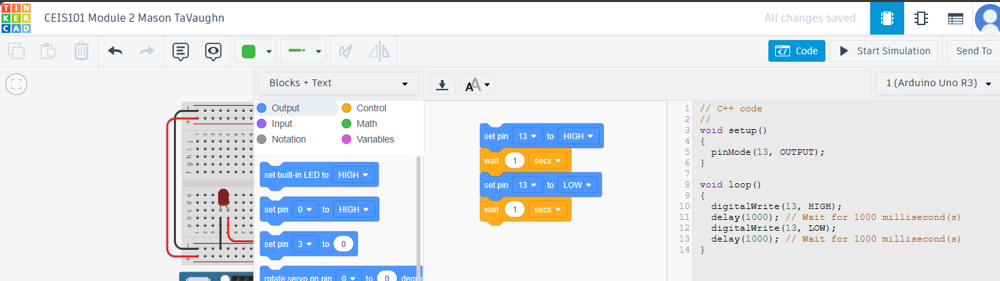 TIN
KER
CAD
CEIS101 Module 2 Mason TaVaughn
All changes saved
Code
Start Simulation
Send To
Blocks + Text
AA
1 (Arduino Uno R3)
Output
Control
Input
Math
Notation
Variables
set built-in LED to HIGH
set pin 0 to HIGH
set pin 3 to 0
rotate servo on pin 0 to 0 degre
set pin 13 to HIGH
wait 1 secs
set pin 13 to LOW
wait 1 secs
1 // C++ code
2 //
3 void setup()
4 {
5 pinMode(13, OUTPUT);
6 }
7
8 void loop()
9 {
10 digitalWrite(13, HIGH);
11 delay(1000); // Wait for 1000 millisecond(s)
12 digitalWrite(13, LOW);
13 delay(1000); // Wait for 1000 millisecond(s)
14 }